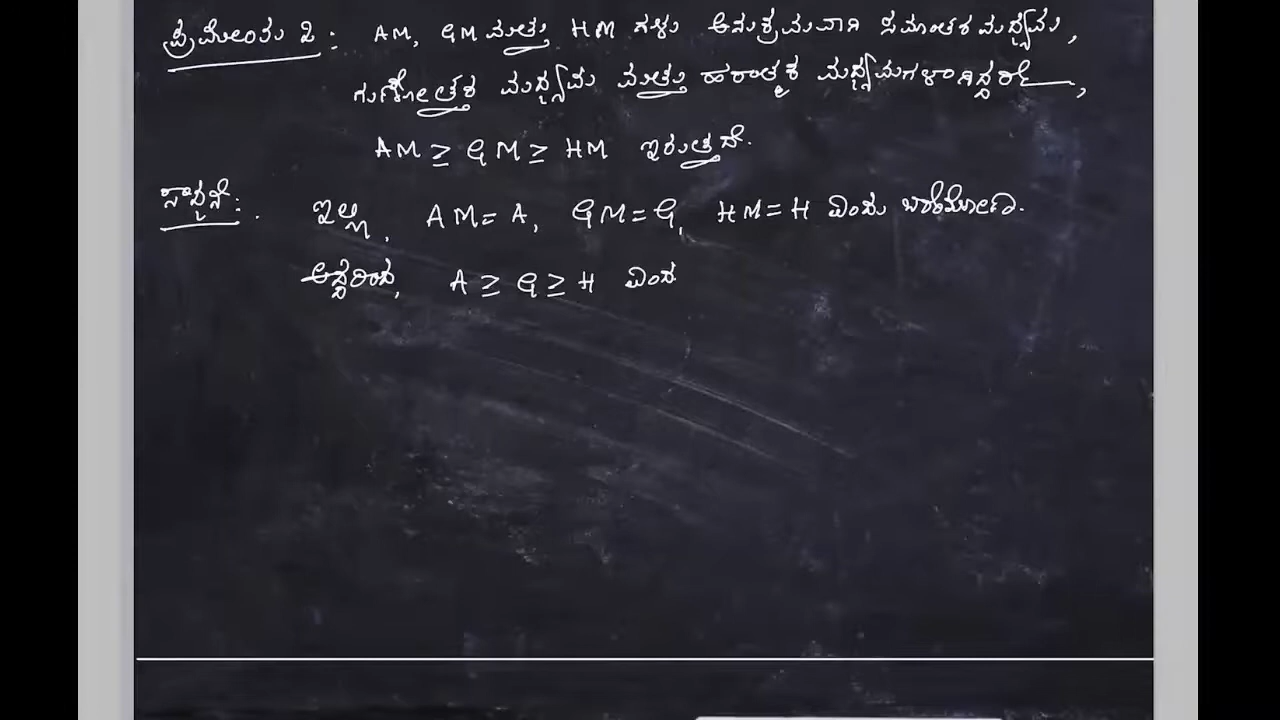 ಪ್ರಮೇಯ 2: AM, GM ಮತ್ತು HM ಗಳು ಅನುಕ್ರಮವಾಗಿ ಸಮಾಂತರ ಮಧ್ಯಮ,
ಗುಣೋತ್ತರ ಮಧ್ಯಮ ಮತ್ತು ಹರಾತ್ಮಕ ಮಧ್ಯಮಗಳಾಗಿದ್ದರೆ,
AM ≥ GM ≥ HM ಇರುತ್ತದೆ.
ಸಾಧನೆ: ಇಲ್ಲಿ, AM = A, GM = G, HM = H ಎಂದು
ಆದ್ದರಿಂದ, A ≥ G ≥ H ಎಂದ